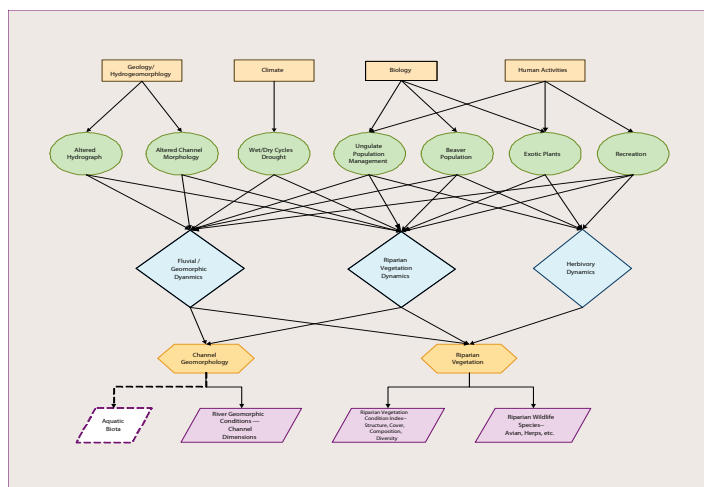 Geology/
Hydrogeomorphlogy
Climate
Biology
Human Activities
Altered
Hydrograph
Altered Channel
Morphology
Wet/Dry Cycles
Drought
Ungulate
Population
Management
Beaver
Population
Exotic Plants
Recreation
Fluvial /
Geomorphic
Dyanmics
Riparian
Vegetation
Dynamics
Herbivory
Dynamics
Channel
Geomorphology
Riparian
Vegetation
Aquatic
Biota
River Geomorphic
Conditions —
Channel
Dimensions
Riparian Vegetation
Condition Index–
Structure, Cover,
Composition,
Diversity
Riparian Wildlife
Species–
Avian, Herps, etc.